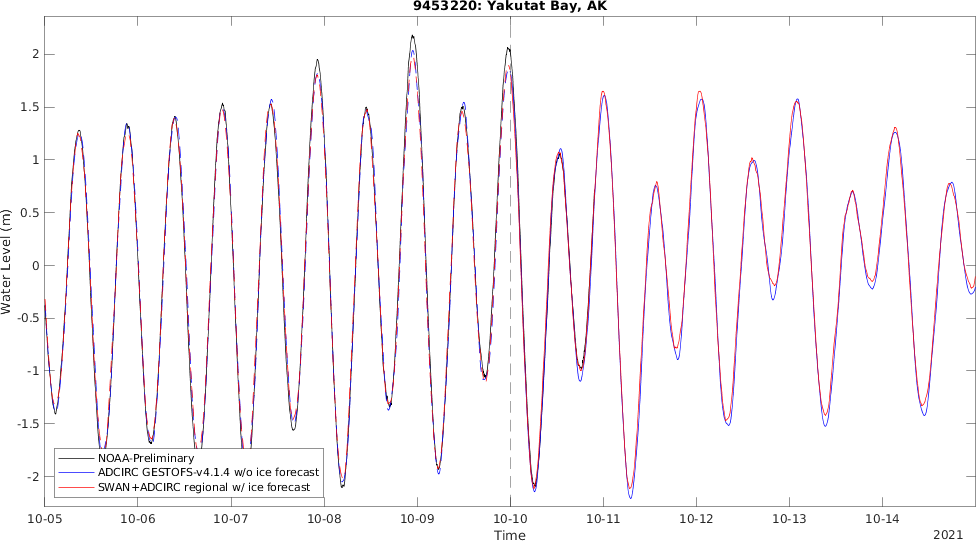 9453220: Yakutat Bay, AK
Water Level (m)
2
1.5
1
0.5
0
-0.5
-1
-1.5
-2
NOAA-Preliminary
ADCIRC GESTOFS-v4.1.4 w/o ice forecast
SWAN+ADCIRC regional w/ ice forecast
10-05 10-06 10-07 10-08 10-09 10-10 10-11 10-12 10-13 10-14
Time
2021